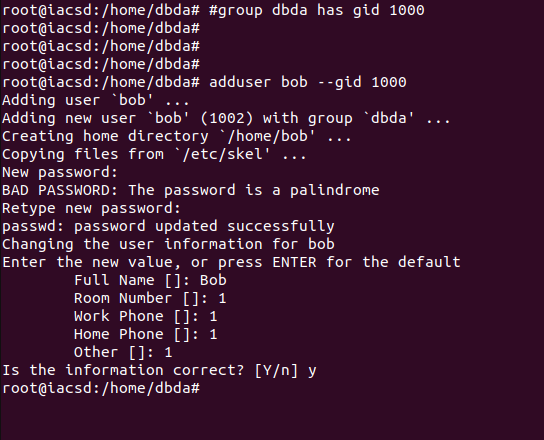 root@iacsd:/home/dbda# #group dbda has gid 1000
root@iacsd:/home/dbda#
root@iacsd:/home/dbda#
root@iacsd:/home/dbda#
root@iacsd:/home/dbda# adduser bob --gid 1000
Adding user `bob' ...
Adding new user `bob' (1002) with group `dbda' ...
Creating home directory `/home/bob' ...
Copying files from `/etc/skel' ...
New password:
BAD PASSWORD: The password is a palindrome
Retype new password:
passwd: password updated successfully
Changing the user information for bob
Enter the new value, or press ENTER for the default
        Full Name []: Bob
        Room Number []: 1
        Work Phone []: 1
        Home Phone []: 1
        Other []: 1
Is the information correct? [Y/n] y
root@iacsd:/home/dbda#